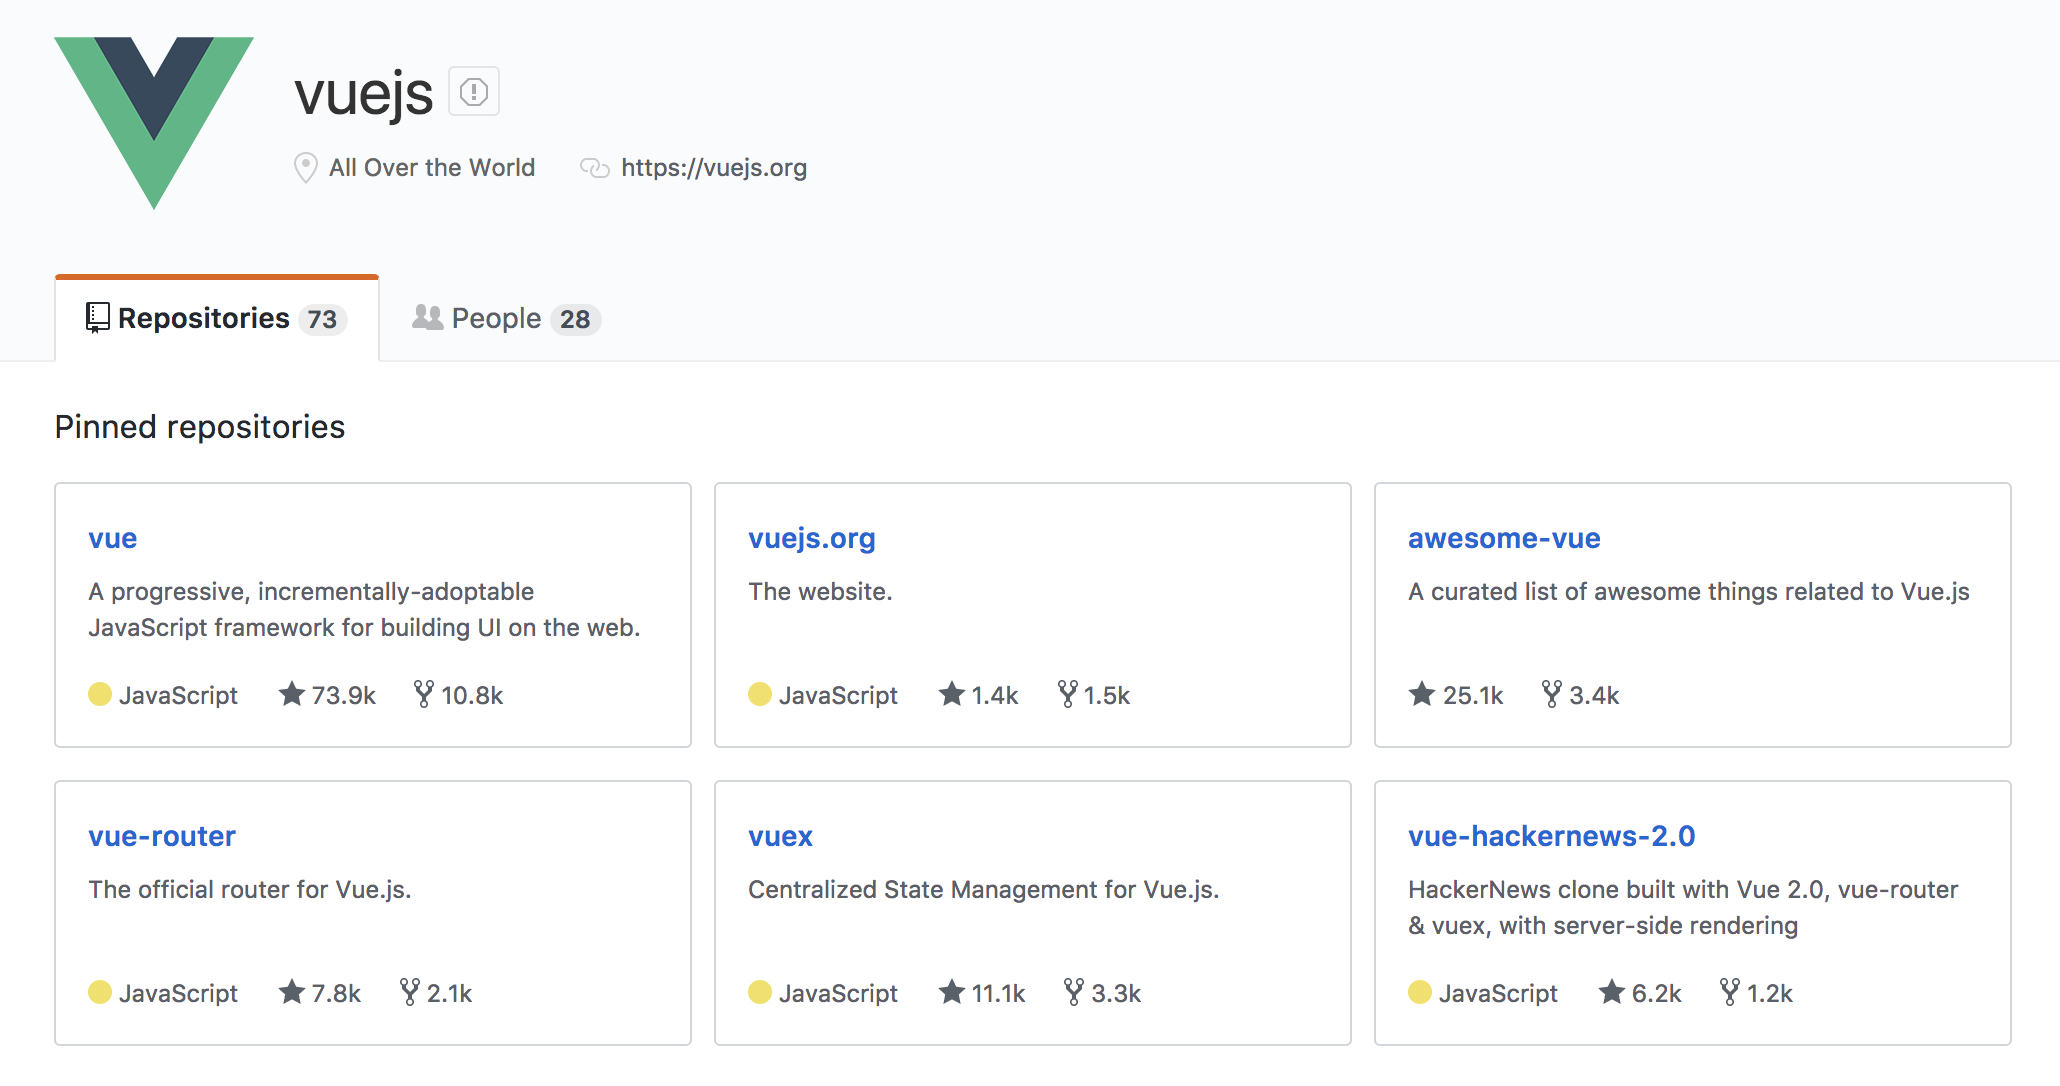 vuejs
All Over the World https://vuejs.org
Repositories 73 People 28
Pinned repositories
vue
A progressive, incrementally-adoptable
JavaScript framework for building UI on the web.
JavaScript 73.9k 10.8k
vuejs.org
The website.
JavaScript 1.4k 1.5k
awesome-vue
A curated list of awesome things related to Vue.js
25.1k 3.4k
vue-router
The official router for Vue.js.
JavaScript 7.8k 2.1k
vuex
Centralized State Management for Vue.js.
JavaScript 11.1k 3.3k
vue-hackernews-2.0
HackerNews clone built with Vue 2.0, vue-router
& vuex, with server-side rendering
JavaScript 6.2k 1.2k